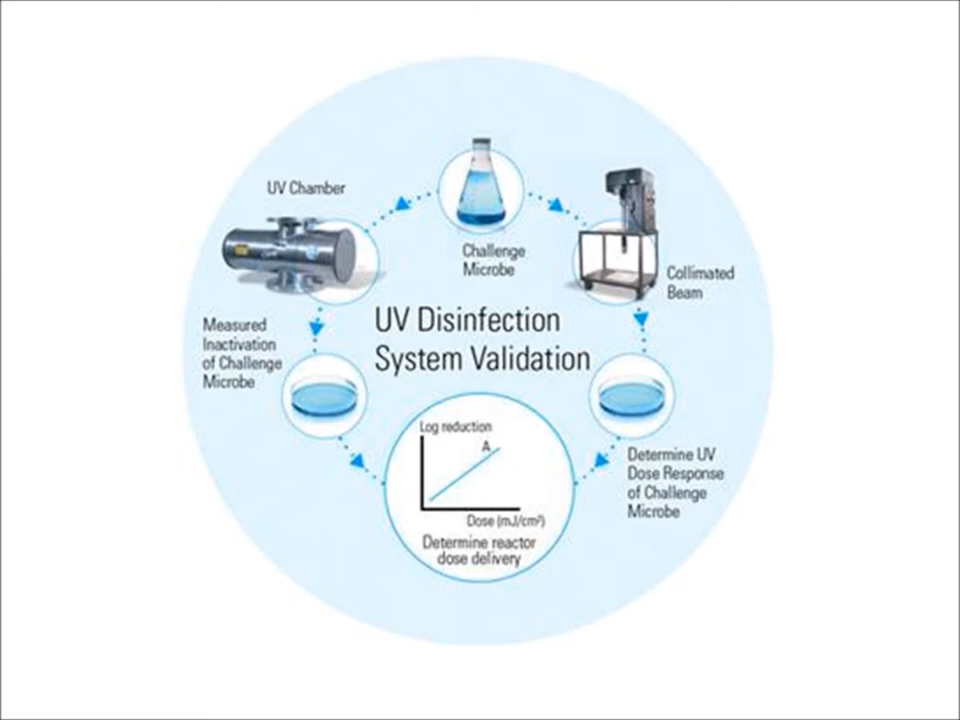 UV Chamber
Challenge
Microbe
Collimated
Beam
UV Disinfection
System Validation
Measured
Inactivation
of Challenge
Microbe
Determine UV
Dose Response
of Challenge
Microbe
Log reduction
A
Dose (mJ/cm²)
Determine reactor
dose delivery